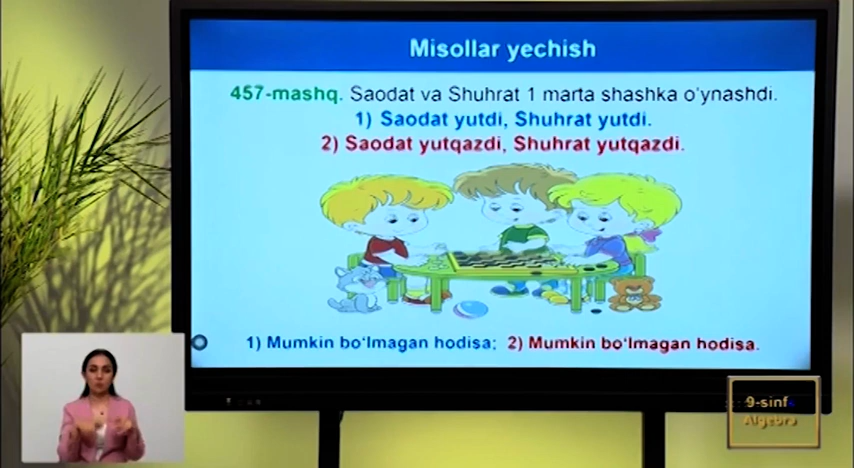 Misollar yechish
457-mashq. Saodat va Shuhrat 1 marta shashka o'ynashdi.
1) Saodat yutdi, Shuhrat yutdi.
2) Saodat yutqazdi, Shuhrat yutqazdi.
1) Mumkin bo'lmagan hodisa; 2) Mumkin bo'lmagan hodisa.
9-sinf
Algebra